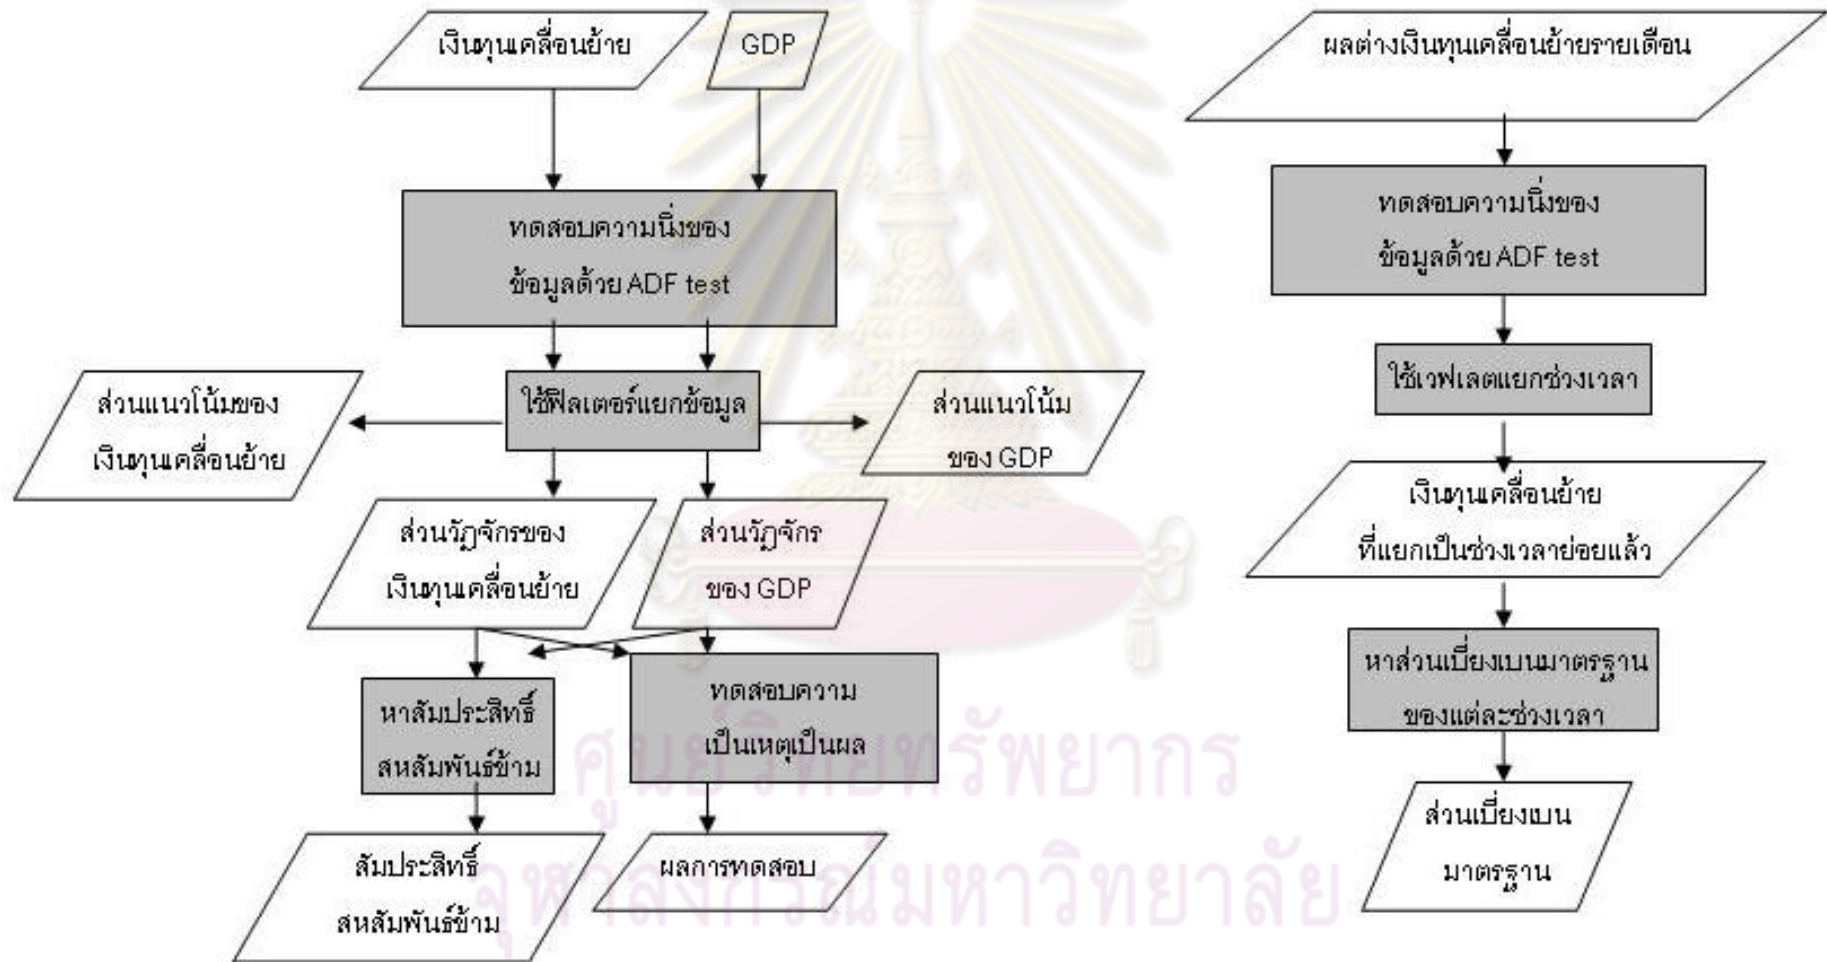 เงินทุนเคลื่อนย้าย
GDP
ทดสอบความนิ่งของ
ข้อมูลด้วย ADF test
ใช้ฟิลเตอร์แยกข้อมูล
ส่วนแนวโน้มของ
เงินทุนเคลื่อนย้าย
ส่วนแนวโน้ม
ของ GDP
ส่วนวัฏจักรของ
เงินทุนเคลื่อนย้าย
ส่วนวัฏจักร
ของ GDP
หาสัมประสิทธิ์
สหสัมพันธ์ข้าม
ทดสอบความ
เป็นเหตุเป็นผล
สัมประสิทธิ์
สหสัมพันธ์ข้าม
ผลการทดสอบ
ผลต่างเงินทุนเคลื่อนย้ายรายเดือน
ทดสอบความนิ่งของ
ข้อมูลด้วย ADF test
ใช้เวฟเลตแยกช่วงเวลา
เงินทุนเคลื่อนย้าย
ที่แยกเป็นช่วงเวลาย่อยแล้ว
หาส่วนเบี่ยงเบนมาตรฐาน
ของแต่ละช่วงเวลา
ส่วนเบี่ยงเบน
มาตรฐาน
ศูนย์วิทยทรัพยากร
จุฬาลงกรณ์มหาวิทยาลัย